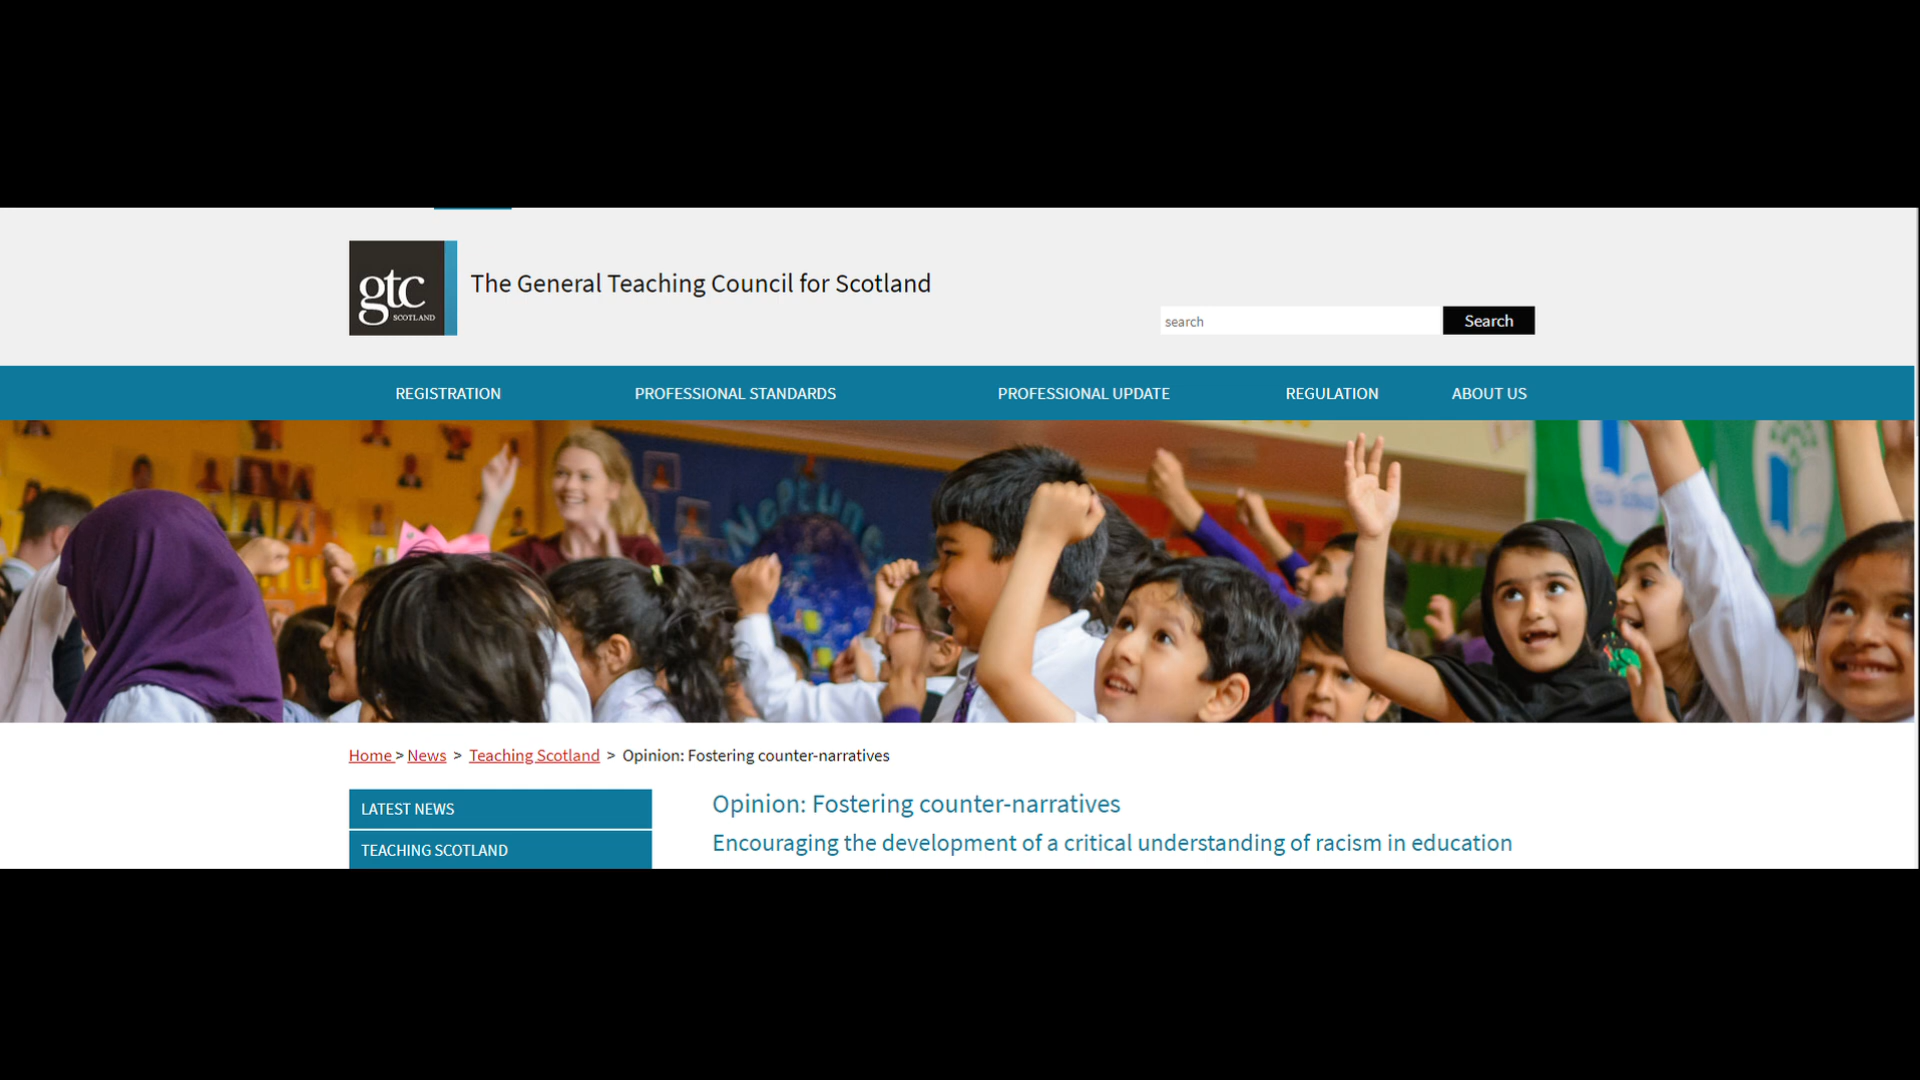 gtc
SCOTLAND
The General Teaching Council for Scotland
search
Search
REGISTRATION PROFESSIONAL STANDARDS PROFESSIONAL UPDATE REGULATION ABOUT US
Neptune
Home > News > Teaching Scotland > Opinion: Fostering counter-narratives
LATEST NEWS
TEACHING SCOTLAND
Opinion: Fostering counter-narratives
Encouraging the development of a critical understanding of racism in education